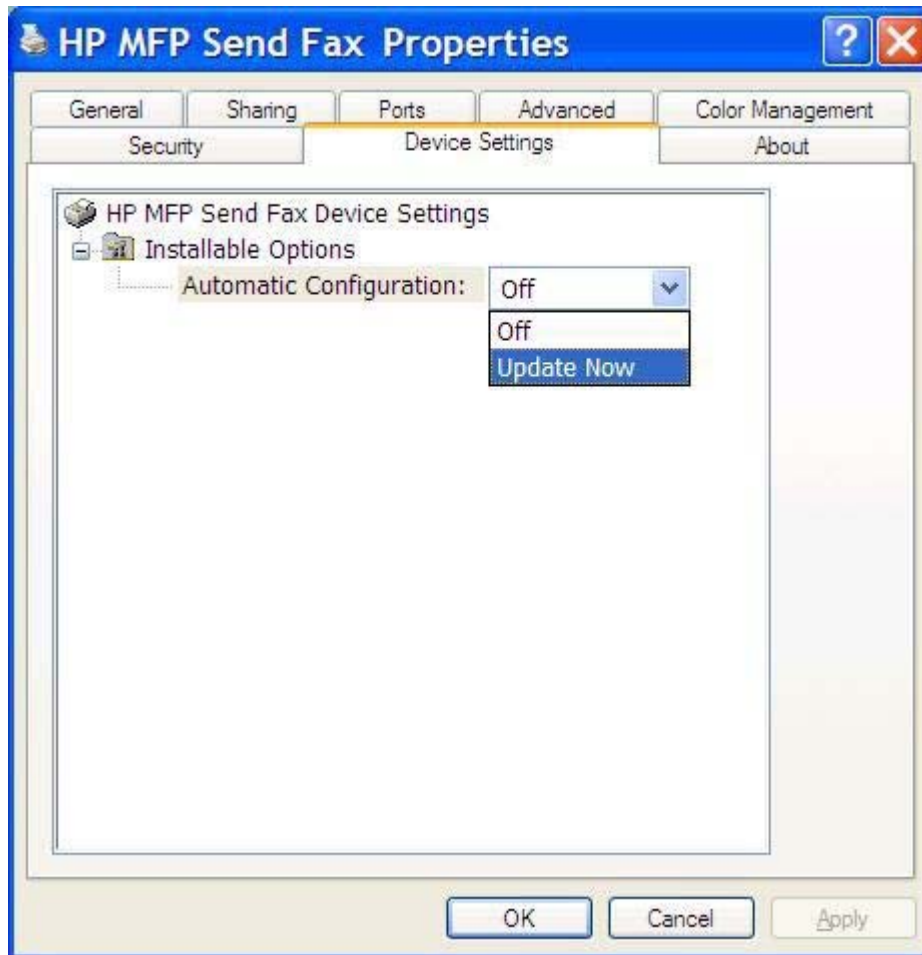 HP MFP Send Fax Properties
General Sharing Ports Advanced Color Management
Security Device Settings About
HP MFP Send Fax Device Settings
Installable Options
Automatic Configuration: Off
Off
Update Now
OK Cancel Apply